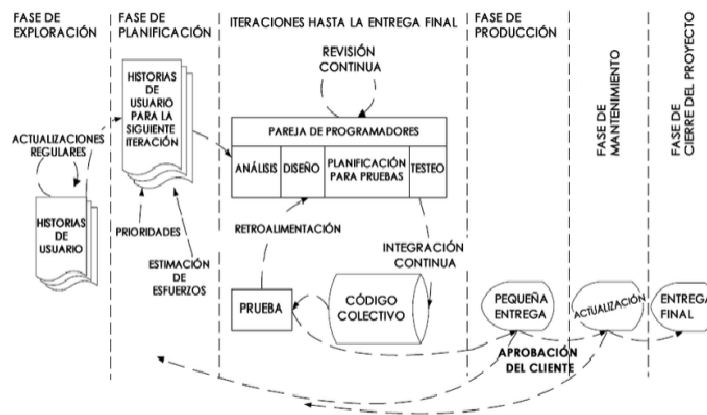 FASE DE
EXPLORACIÓN
FASE DE
PLANIFICACIÓN
ITERACIONES HASTA LA ENTREGA FINAL
FASE DE
PRODUCCIÓN
FASE DE
MANTENIMIENTO
FASE DE
CIERRE DEL PROYECTO
REVISIÓN
CONTINUA
HISTORIAS
DE
USUARIO
PARA LA
SIGUIENTE
ITERACIÓN
PAREJA DE PROGRAMADORES
ANÁLISIS
DISEÑO
PLANIFICACIÓN
PARA PRUEBAS
TESTEO
ACTUALIZACIONES
REGULARES
HISTORIAS
DE
USUARIO
PRIORIDADES
ESTIMACIÓN
DE
ESFUERZOS
RETROALIMENTACIÓN
INTEGRACIÓN
CONTINUA
PRUEBA
CÓDIGO
COLECTIVO
PEQUEÑA
ENTREGA
ACTUALIZACIÓN
ENTREGA
FINAL
APROBACIÓN
DEL CLIENTE